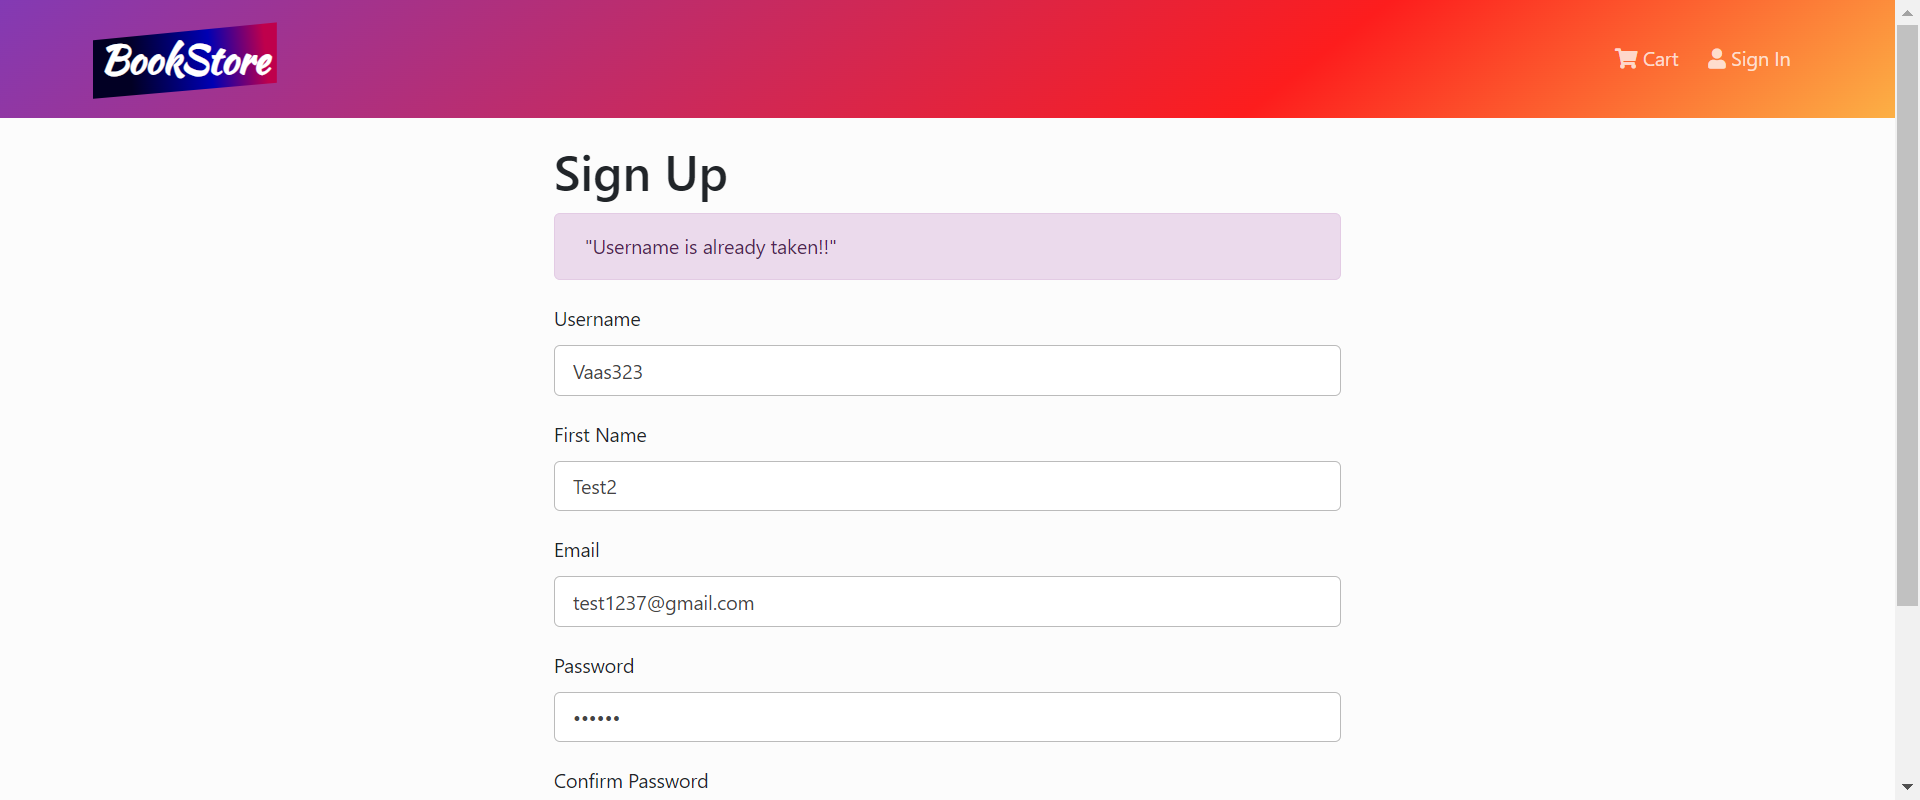 BookStore
Cart
Sign In
Sign Up
"Username is already taken!!"
Username
Vaas323
First Name
Test2
Email
test1237@gmail.com
Password
••••••
Confirm Password